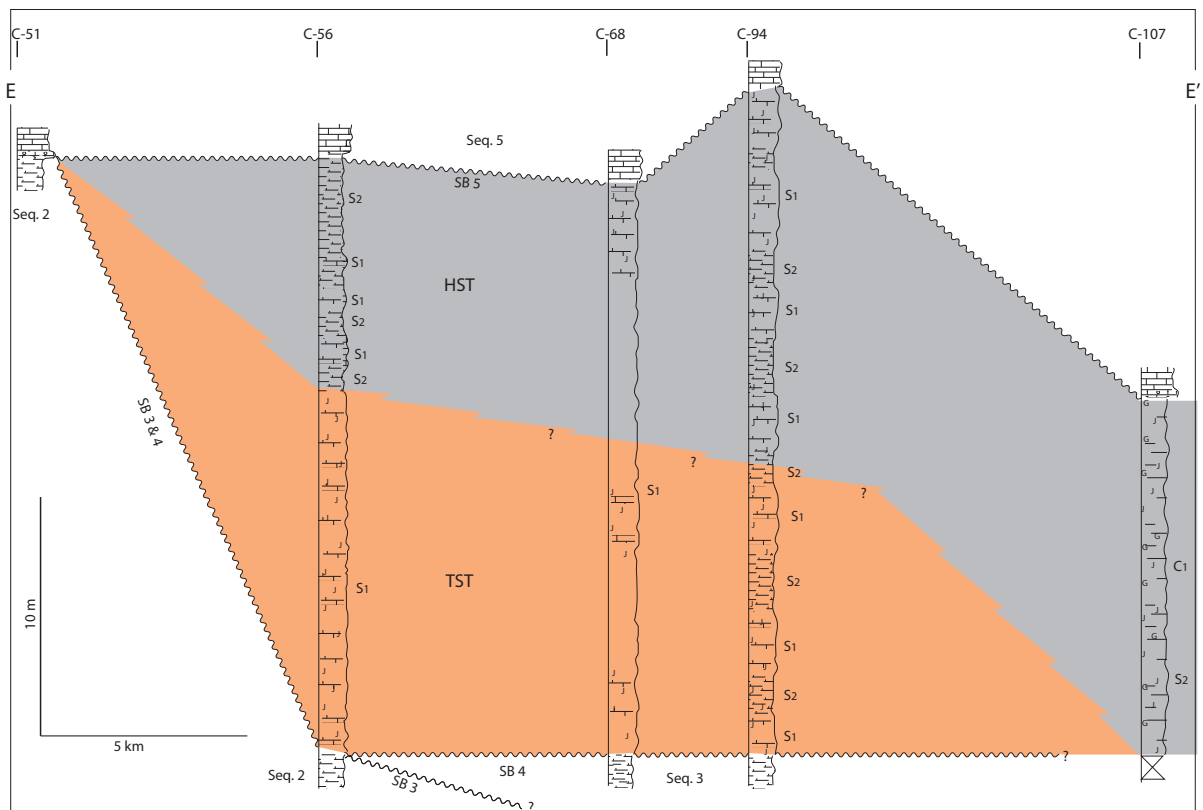 C-51 C-56 C-68 C-94 C-107
E E'
Seq. 5
SB 5
Seq. 2
S2
S1
HST
S1
S2
S1
S2
SB 3 & 4
?
?
?
S1
S2
S1
S2
S1
S2
S1
S2
S1
S2
S1
S1
TST
S1
C1
S2
10 m
5 km
Seq. 2
SB 3
?
SB 4
Seq. 3
?